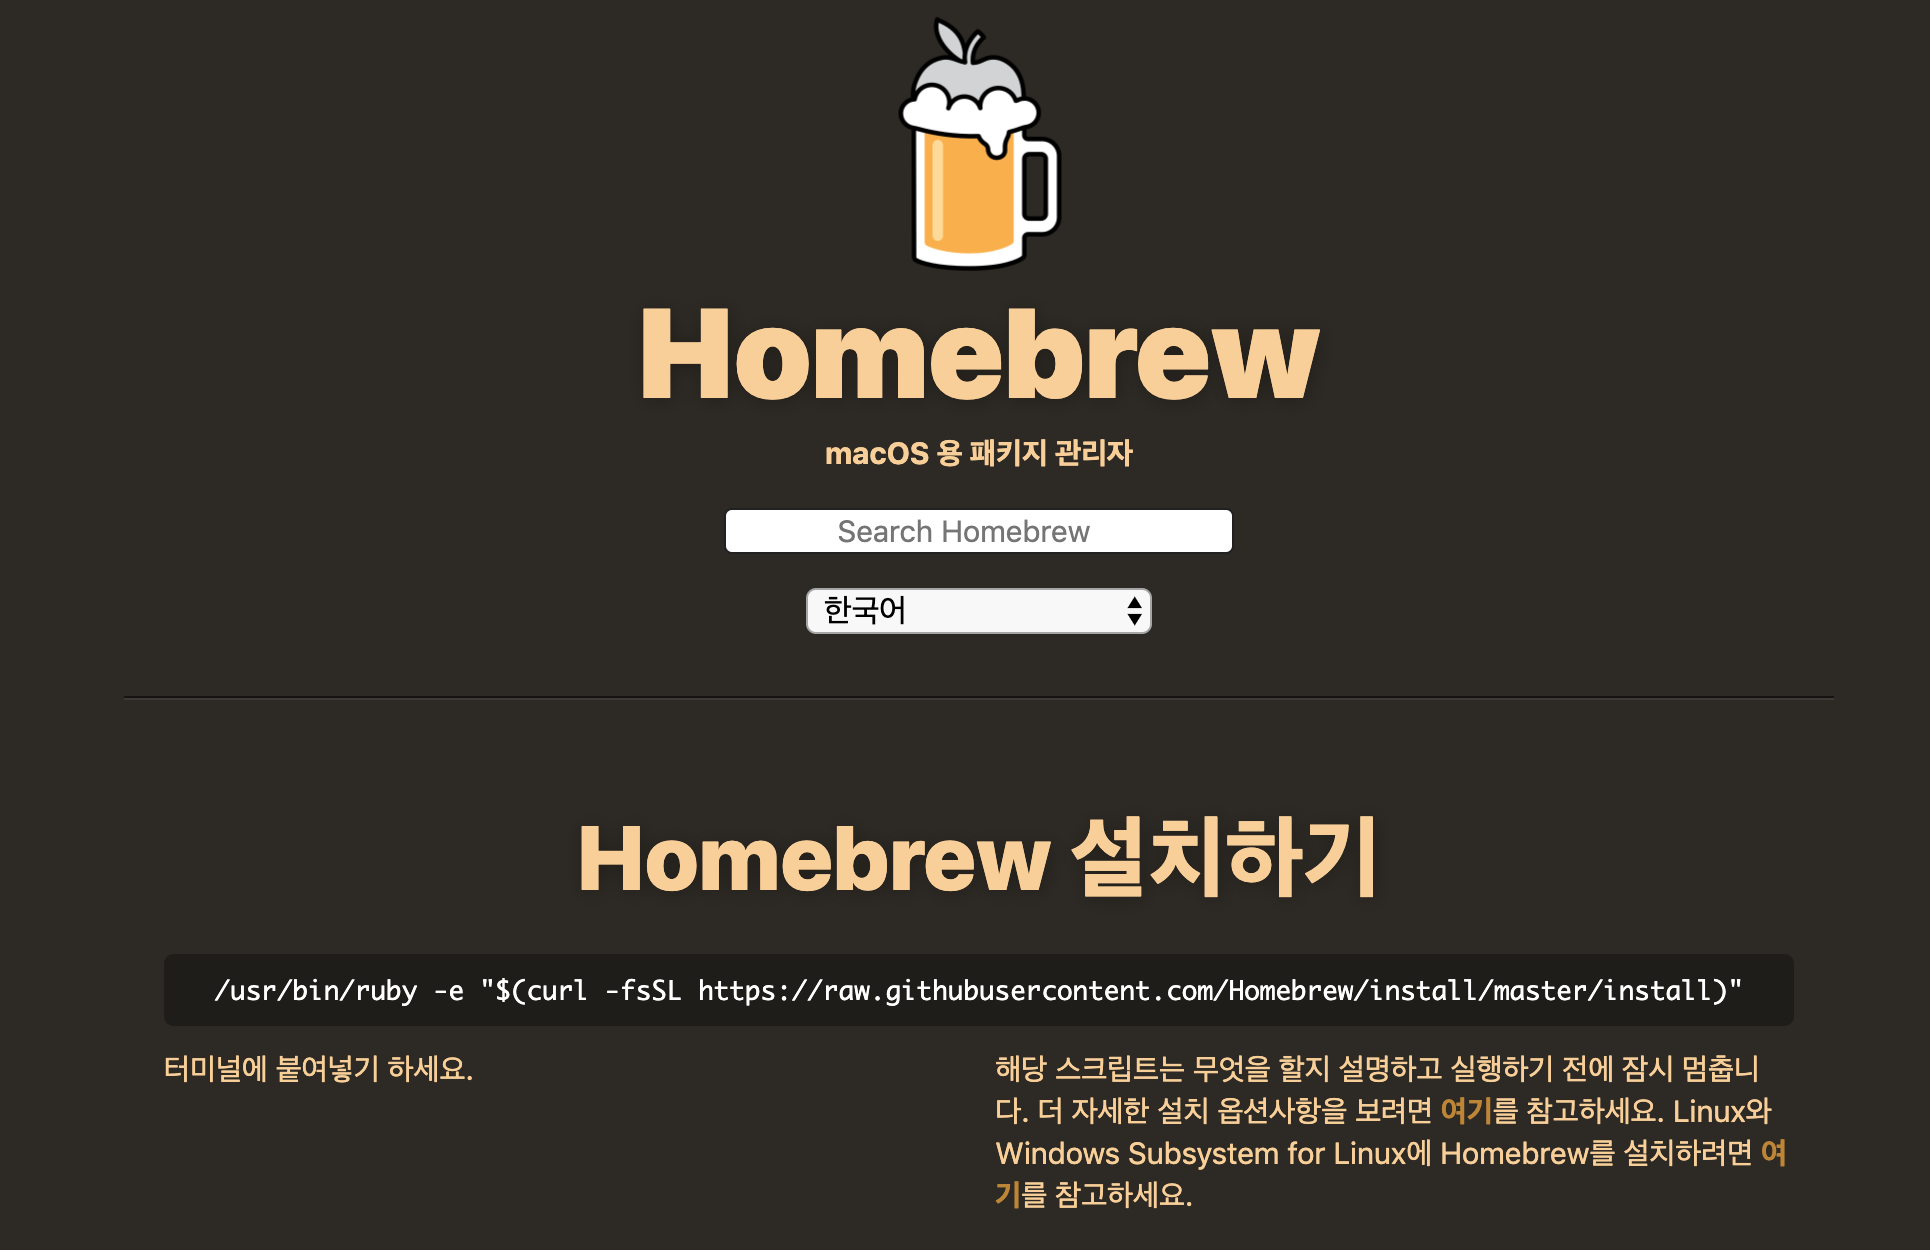 Homebrew
macOS 용 패키지 관리자
Search Homebrew
한국어
Homebrew 설치하기
/usr/bin/ruby -e "$(curl -fsSL https://raw.githubusercontent.com/Homebrew/install/master/install)"
터미널에 붙여넣기 하세요.
해당 스크립트는 무엇을 할지 설명하고 실행하기 전에 잠시 멈춥니
다. 더 자세한 설치 옵션사항을 보려면 여기를 참고하세요. Linux와
Windows Subsystem for Linux에 Homebrew를 설치하려면 여
기를 참고하세요.